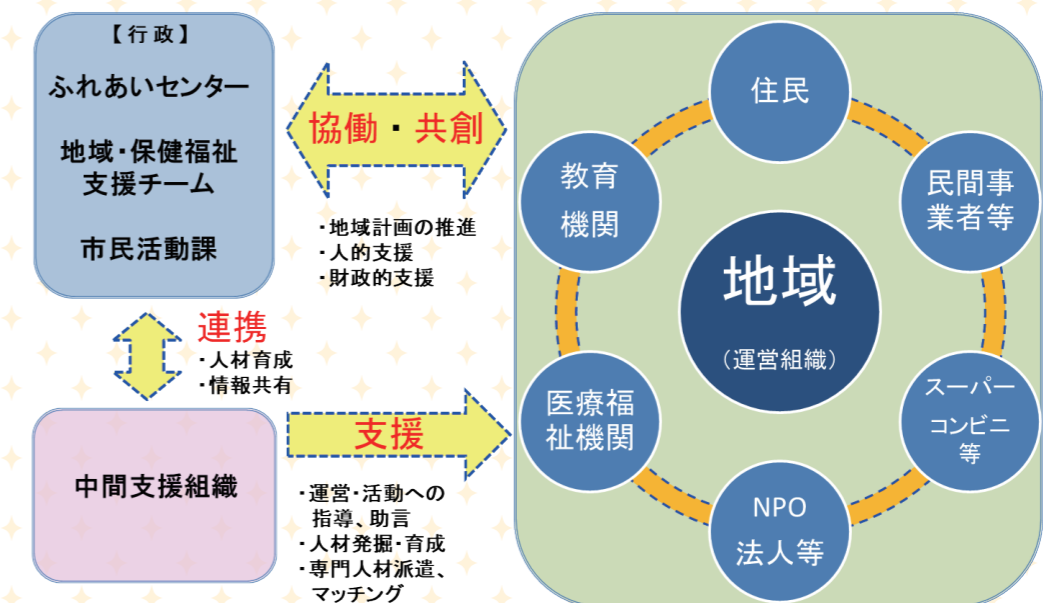 【行政】
ふれあいセンター
地域・保健福祉
支援チーム
市民活動課
協働・共創
・地域計画の推進
・人的支援
・財政的支援
連携
・人材育成
・情報共有
中間支援組織
支援
・運営・活動への
指導、助言
・人材発掘・育成
・専門人材派遣、
マッチング
住民
民間事
業者等
スーパー
コンビニ
等
NPO
法人等
医療福
祉機関
教育
機関
地域
（運営組織）